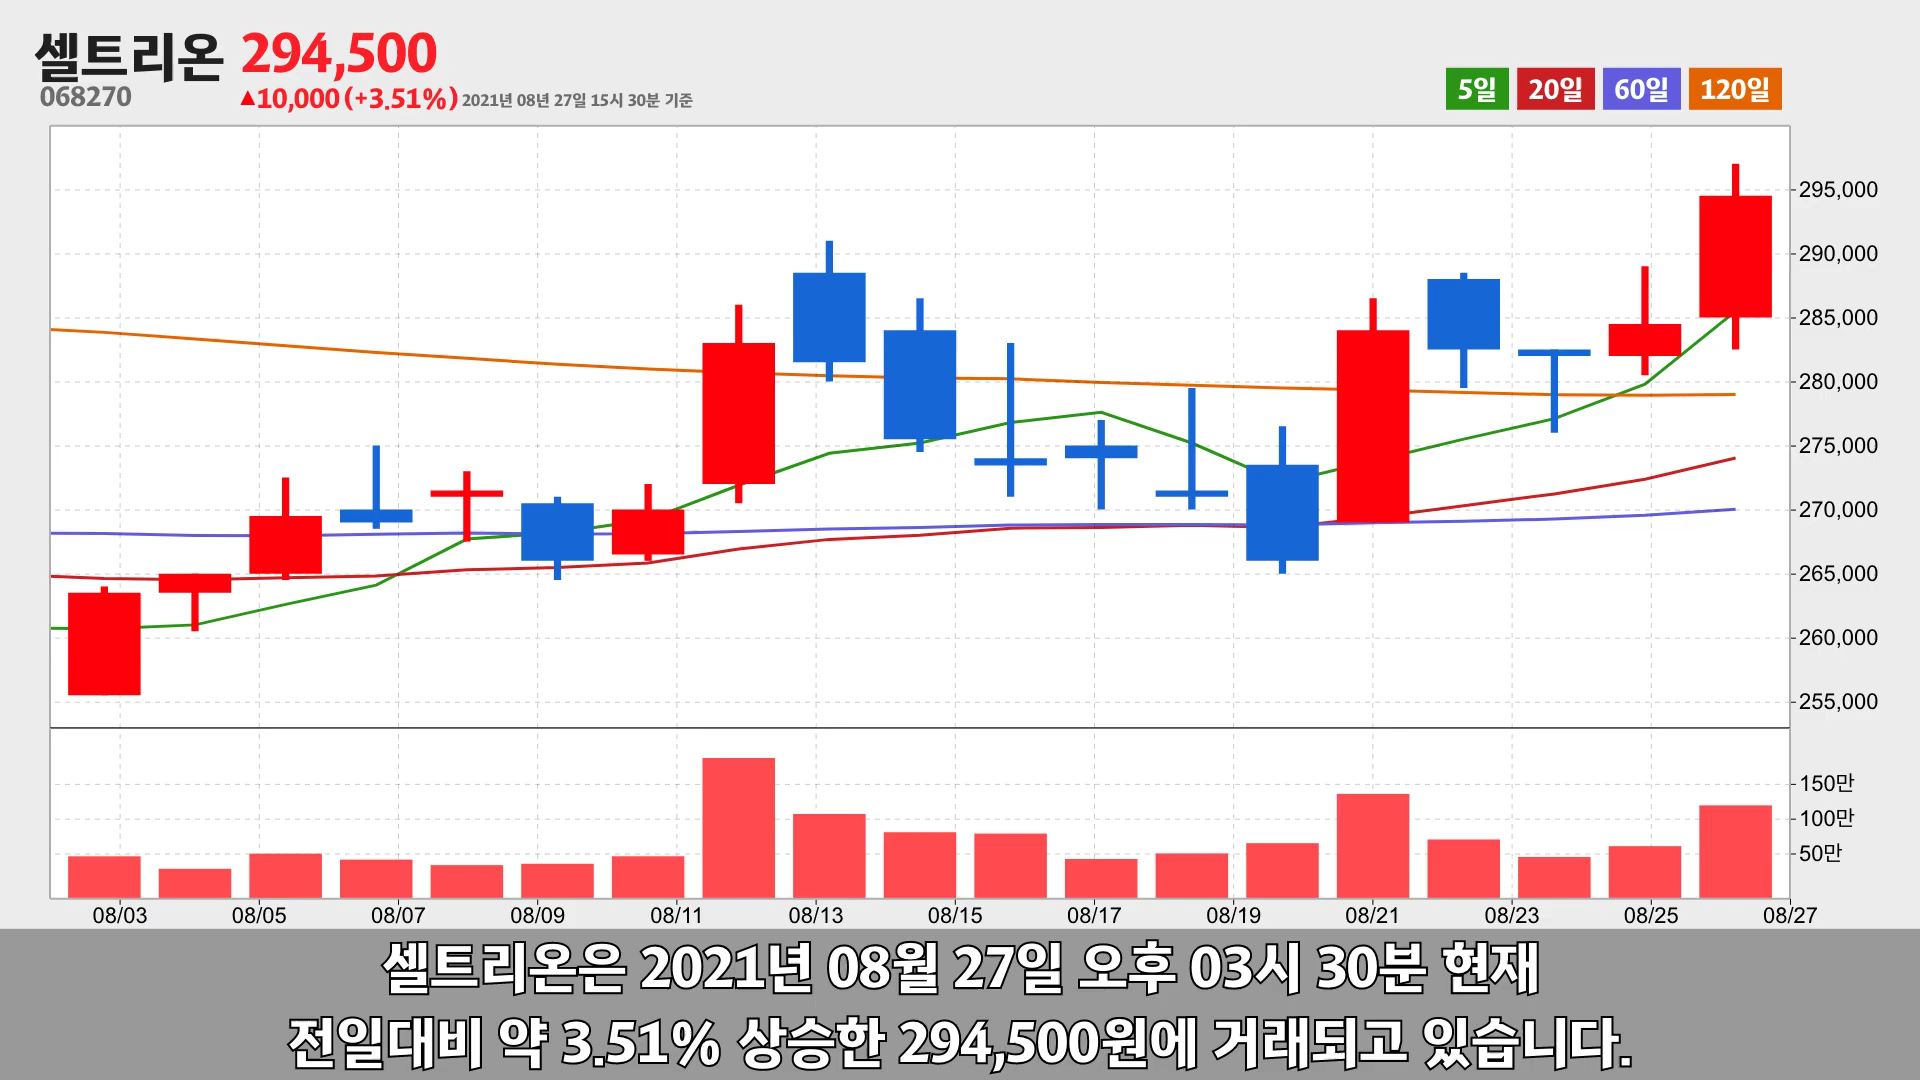 셀트리온 294,500
068270 ▲10,000(+3.51%) 2021년 08년 27일 15시 30분 기준
5일 20일 60일 120일
295,000
290,000
285,000
280,000
275,000
270,000
265,000
260,000
255,000
150만
100만
50만
08/03 08/05 08/07 08/09 08/11 08/13 08/15 08/17 08/19 08/21 08/23 08/25 08/27
셀트리온은 2021년 08월 27일 오후 03시 30분 현재
전일대비 약 3.51% 상승한 294,500원에 거래되고 있습니다.